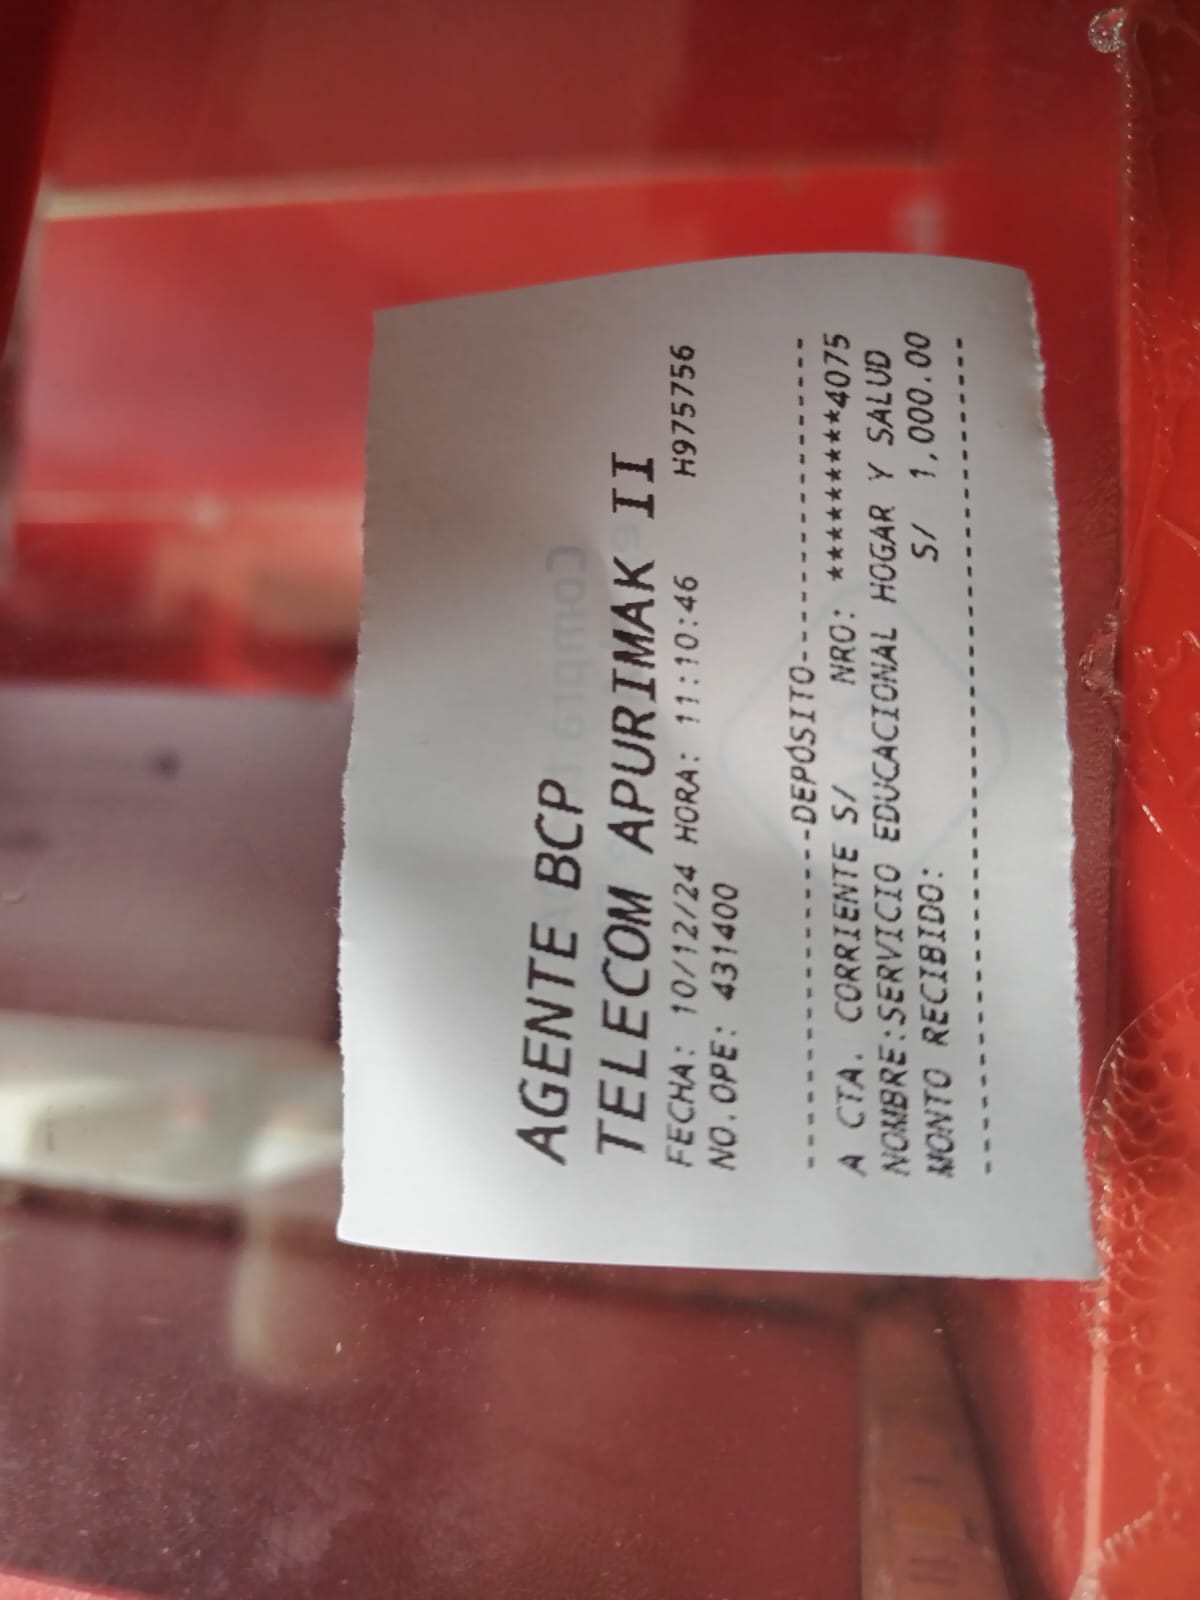 AGENTE BCP
TELECOM APURIMAK II
FECHA: 10/12/24 HORA: 11:10:46 H975756
NO.OPE: 431400
--------------DEPÓSITO--------------
A CTA. CORRIENTE S/ NRO: *********4075
NOMBRE:SERVICIO EDUCACIONAL HOGAR Y SALUD
MONTO RECIBIDO: S/ 1,000.00